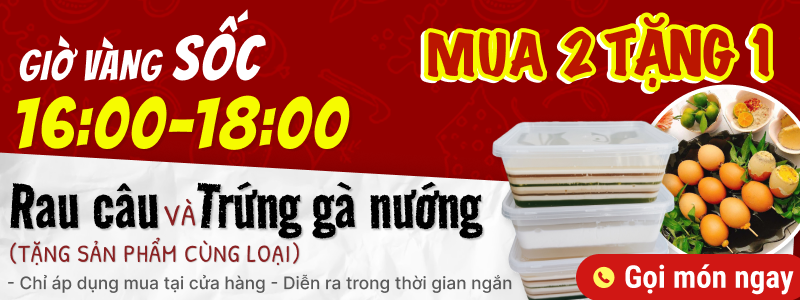 GIỜ VÀNG SỐC
16:00-18:00
MUA 2 TẶNG 1
Rau câu VÀ Trứng gà nướng
(TẶNG SẢN PHẨM CÙNG LOẠI)
- Chỉ áp dụng mua tại cửa hàng - Diễn ra trong thời gian ngắn
Gọi món ngay